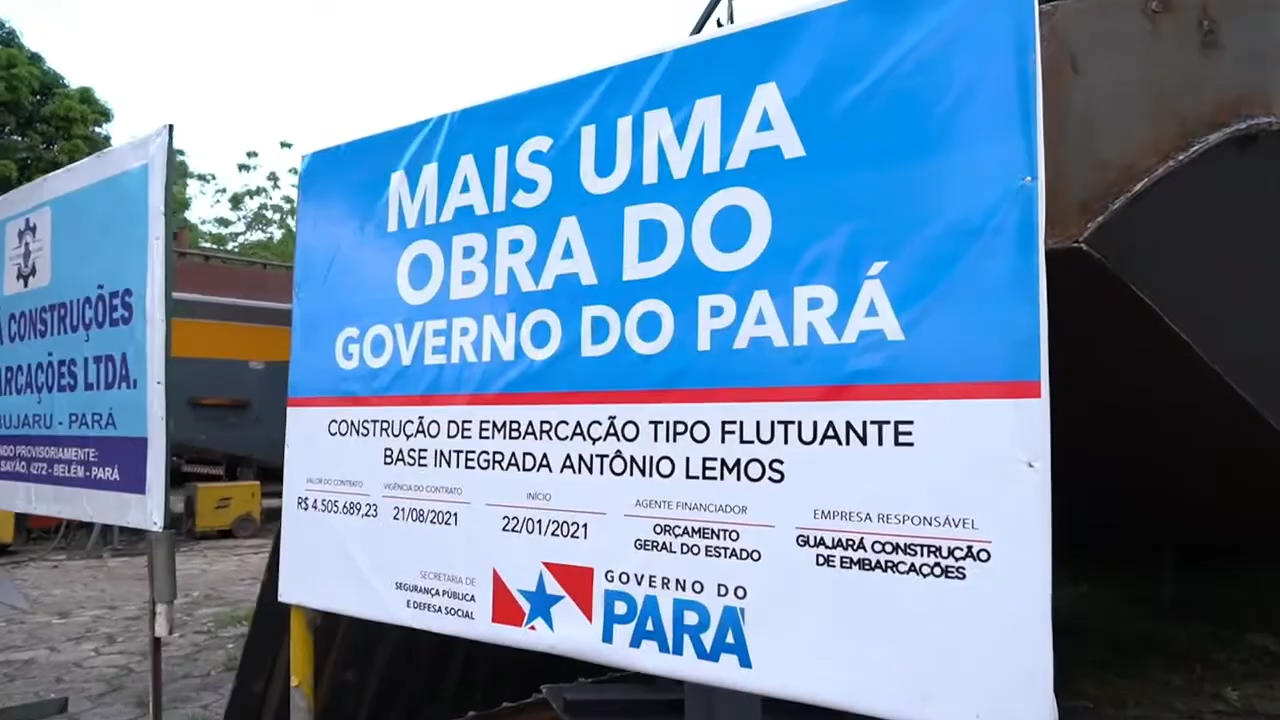 CONSTRUÇÕES
LTDA.
BUJARU - PARÁ
PROVISORIAMENTE:
SAYÃO, 4272 - BELÉM - PARÁ
MAIS UMA
OBRA DO
GOVERNO DO PARÁ
CONSTRUÇÃO DE EMBARCAÇÃO TIPO FLUTUANTE
BASE INTEGRADA ANTÔNIO LEMOS
VALOR DO CONTRATO
R$ 4.505.689,23
VIGÊNCIA DO CONTRATO
21/08/2021
INÍCIO
22/01/2021
AGENTE FINANCIADOR
ORÇAMENTO
GERAL DO ESTADO
EMPRESA RESPONSÁVEL
GUAJARÁ CONSTRUÇÃO
DE EMBARCAÇÕES
SECRETARIA DE
SEGURANÇA PÚBLICA
E DEFESA SOCIAL
GOVERNO DO
PARÁ